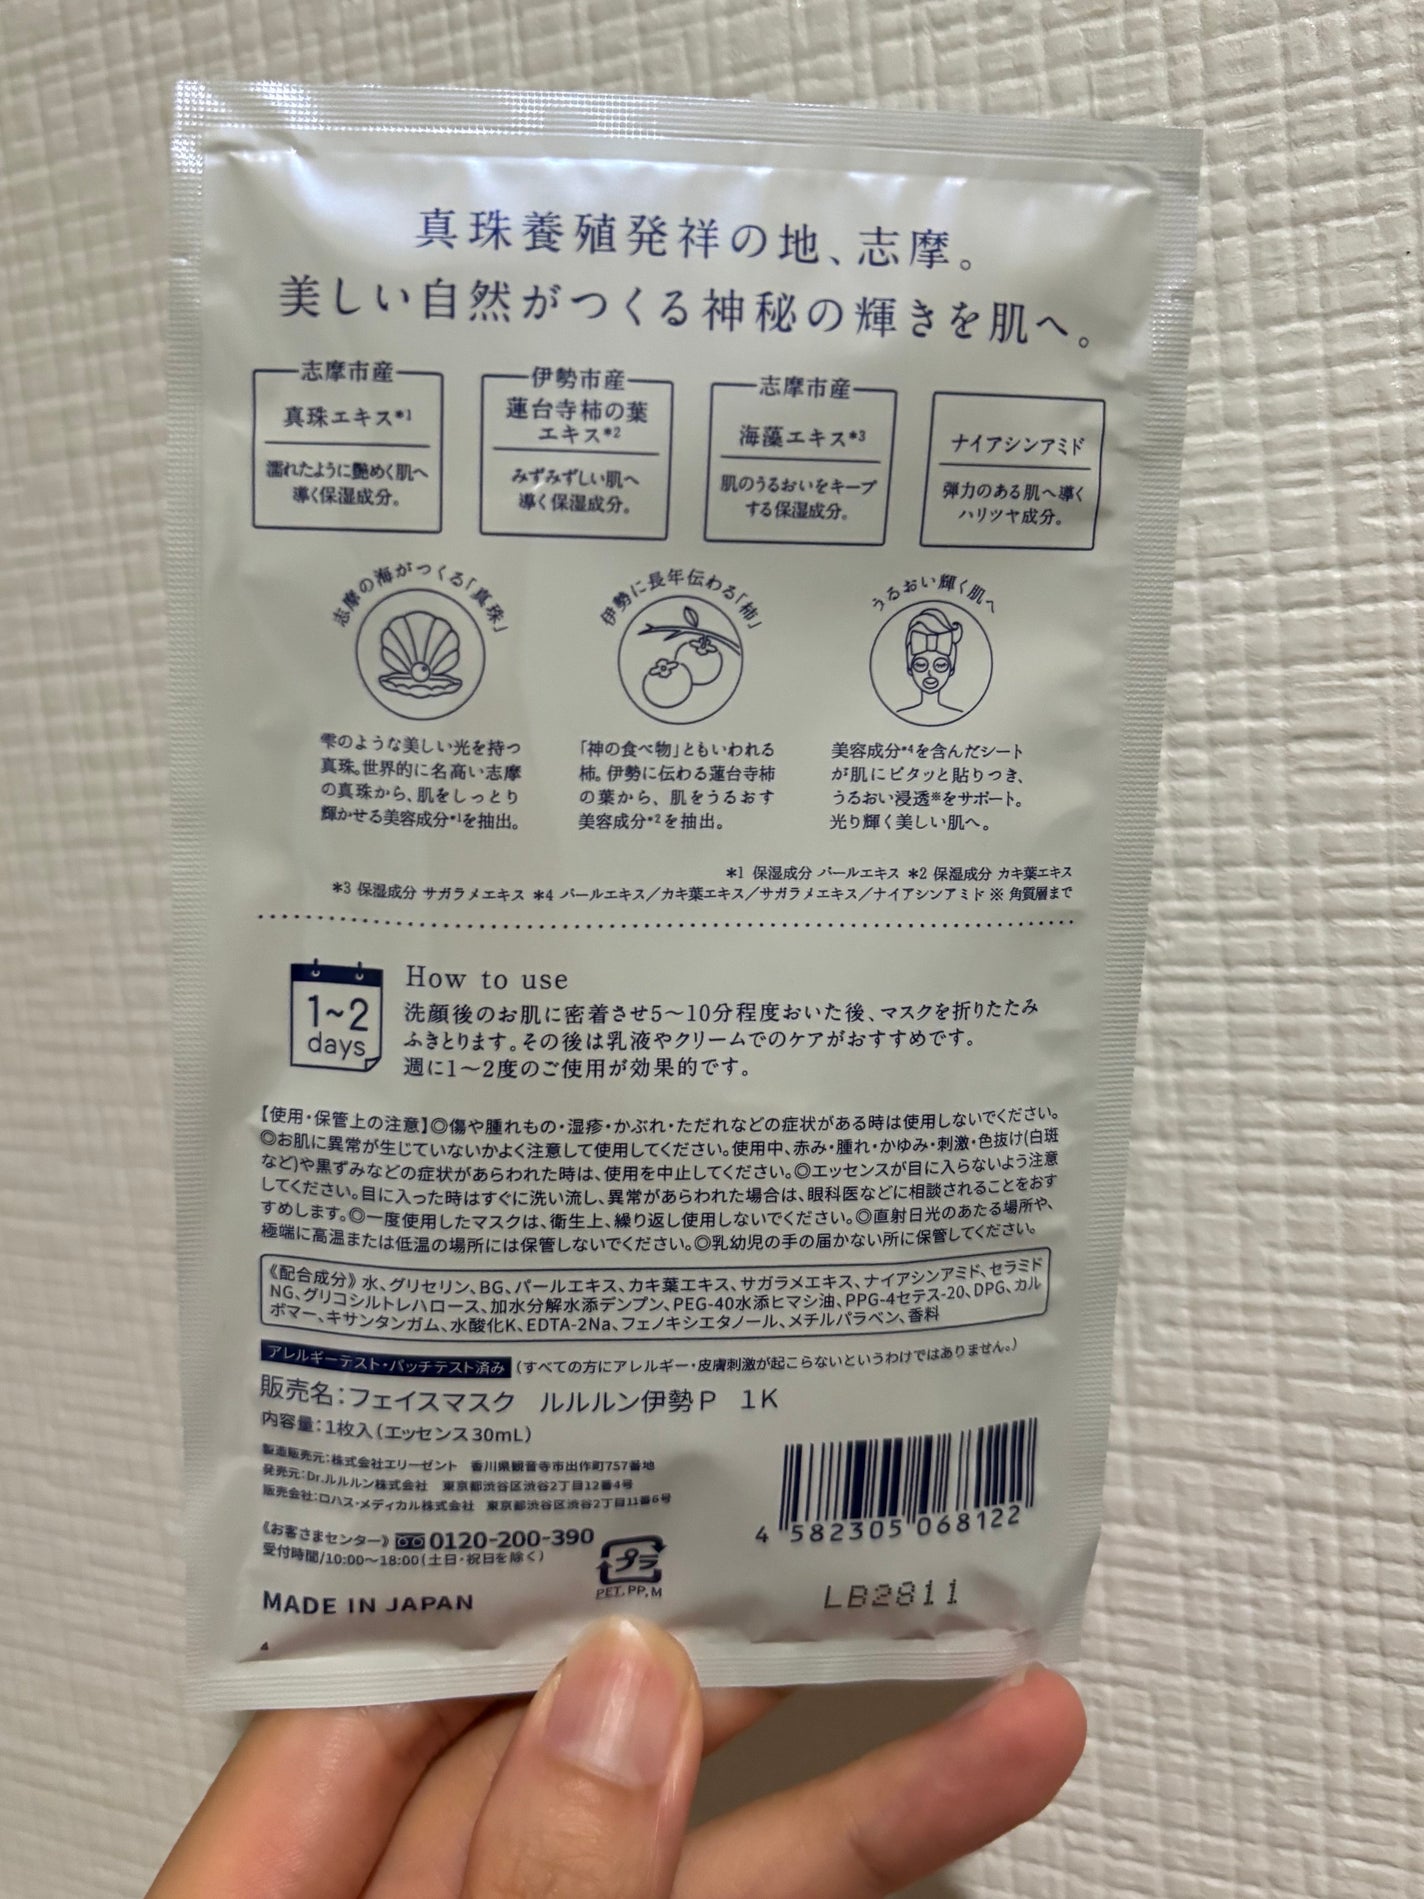 真珠養殖発祥の地、志摩。
美しい自然がつくる神秘の輝きを肌へ。
志摩市産
真珠エキス*1
濡れたように艶めく肌へ
導く保湿成分。
伊勢市産
蓮台寺柿の葉
エキス*2
みずみずしい肌へ
導く保湿成分。
志摩市産
海藻エキス*3
肌のうるおいをキープ
する保湿成分。
ナイアシンアミド
弾力のある肌へ導く
ハリツヤ成分。
志摩の海がつくる「真珠」
雫のような美しい光を持つ
真珠。世界的に名高い志摩
の真珠から、肌をしっとり
輝かせる美容成分*1を抽出。
伊勢に長年伝わる「柿」
「神の食べ物」ともいわれる
柿。伊勢に伝わる蓮台寺柿
の葉から、肌をうるおす
美容成分*2を抽出。
うるおい輝く肌へ
美容成分*4を含んだシート
が肌にピタッと貼りつき、
うるおい浸透※をサポート。
光り輝く美しい肌へ。
*1 保湿成分 パールエキス *2 保湿成分 カキ葉エキス
*3 保湿成分 サガラメエキス *4 パールエキス／カキ葉エキス／サガラメエキス／ナイアシンアミド ※ 角質層まで
1~2
days
How to use
洗顔後のお肌に密着させ5〜10分程度おいた後、マスクを折りたたみ
ふきとります。その後は乳液やクリームでのケアがおすすめです。
週に1〜2度のご使用が効果的です。
【使用・保管上の注意】◎傷や腫れもの・湿疹・かぶれ・ただれなどの症状がある時は使用しないでください。
◎お肌に異常が生じていないかよく注意して使用してください。使用中、赤み・腫れ・かゆみ・刺激・色抜け(白斑
など)や黒ずみなどの症状があらわれた時は、使用を中止してください。◎エッセンスが目に入らないよう注意
してください。目に入った時はすぐに洗い流し、異常があらわれた場合は、眼科医などに相談されることをおす
すめします。◎一度使用したマスクは、衛生上、繰り返し使用しないでください。◎直射日光のあたる場所や、
極端に高温または低温の場所には保管しないでください。◎乳幼児の手の届かない所に保管してください。
《配合成分》水、グリセリン、BG、パールエキス、カキ葉エキス、サガラメエキス、ナイアシンアミド、セラミド
NG、グリコシルトレハロース、加水分解水添デンプン、PEG-40水添ヒマシ油、PPG-4セテス-20、DPG、カル
ボマー、キサンタンガム、水酸化K、EDTA-2Na、フェノキシエタノール、メチルパラベン、香料
アレルギーテスト・パッチテスト済み (すべての方にアレルギー・皮膚刺激が起こらないというわけではありません。)
販売名：フェイスマスク ルルルン伊勢P 1K
内容量：1枚入(エッセンス30mL)
製造販売元：株式会社エリーゼント 香川県観音寺市出作町757番地
発売元：Dr.ルルルン株式会社 東京都渋谷区渋谷2丁目12番4号
販売会社：ロハス・メディカル株式会社 東京都渋谷区渋谷2丁目11番6号
《お客さまセンター》0120-200-390
受付時間/10:00〜18:00(土日・祝日を除く)
プラ
PET,PP,M
MADE IN JAPAN
4 582305 068122
LB2811
4